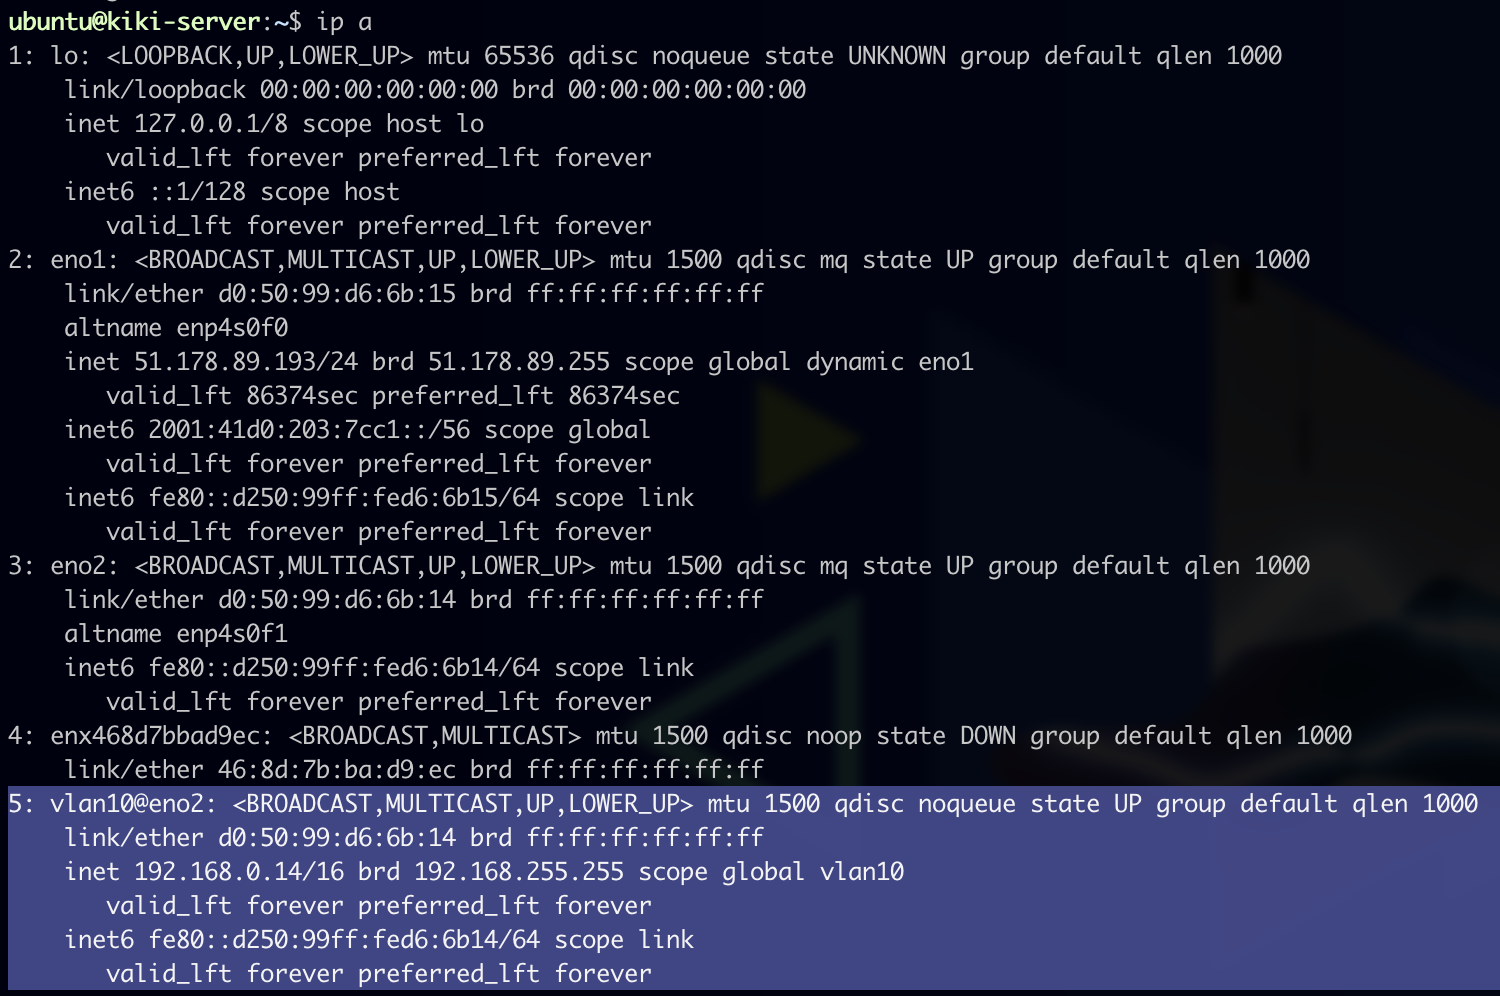 ubuntu@kiki-server:~$ ip a
1: lo: <LOOPBACK,UP,LOWER_UP> mtu 65536 qdisc noqueue state UNKNOWN group default qlen 1000
    link/loopback 00:00:00:00:00:00 brd 00:00:00:00:00:00
    inet 127.0.0.1/8 scope host lo
       valid_lft forever preferred_lft forever
    inet6 ::1/128 scope host
       valid_lft forever preferred_lft forever
2: eno1: <BROADCAST,MULTICAST,UP,LOWER_UP> mtu 1500 qdisc mq state UP group default qlen 1000
    link/ether d0:50:99:d6:6b:15 brd ff:ff:ff:ff:ff:ff
    altname enp4s0f0
    inet 51.178.89.193/24 brd 51.178.89.255 scope global dynamic eno1
       valid_lft 86374sec preferred_lft 86374sec
    inet6 2001:41d0:203:7cc1::/56 scope global
       valid_lft forever preferred_lft forever
    inet6 fe80::d250:99ff:fed6:6b15/64 scope link
       valid_lft forever preferred_lft forever
3: eno2: <BROADCAST,MULTICAST,UP,LOWER_UP> mtu 1500 qdisc mq state UP group default qlen 1000
    link/ether d0:50:99:d6:6b:14 brd ff:ff:ff:ff:ff:ff
    altname enp4s0f1
    inet6 fe80::d250:99ff:fed6:6b14/64 scope link
       valid_lft forever preferred_lft forever
4: enx468d7bbad9ec: <BROADCAST,MULTICAST> mtu 1500 qdisc noop state DOWN group default qlen 1000
    link/ether 46:8d:7b:ba:d9:ec brd ff:ff:ff:ff:ff:ff
5: vlan10@eno2: <BROADCAST,MULTICAST,UP,LOWER_UP> mtu 1500 qdisc noqueue state UP group default qlen 1000
    link/ether d0:50:99:d6:6b:14 brd ff:ff:ff:ff:ff:ff
    inet 192.168.0.14/16 brd 192.168.255.255 scope global vlan10
       valid_lft forever preferred_lft forever
    inet6 fe80::d250:99ff:fed6:6b14/64 scope link
       valid_lft forever preferred_lft forever